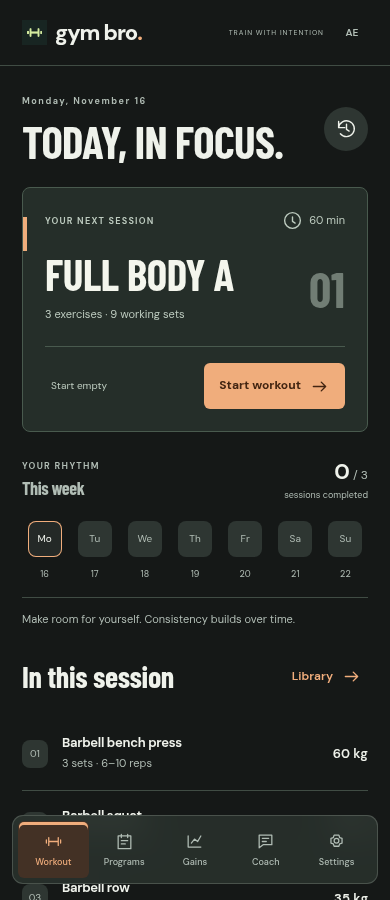 gym bro.
TRAIN WITH INTENTION
AE
Monday, November 16
TODAY, IN FOCUS.
YOUR NEXT SESSION
60 min
FULL BODY A
01
3 exercises · 9 working sets
Start empty
Start workout
YOUR RHYTHM
0 / 3
This week
sessions completed
Mo Tu We Th Fr Sa Su
16 17 18 19 20 21 22
Make room for yourself. Consistency builds over time.
In this session
Library
01
Barbell bench press
3 sets · 6–10 reps
60 kg
Barbell squat
Workout
Programs
Gains
Coach
Settings
03
Barbell row
35 kg